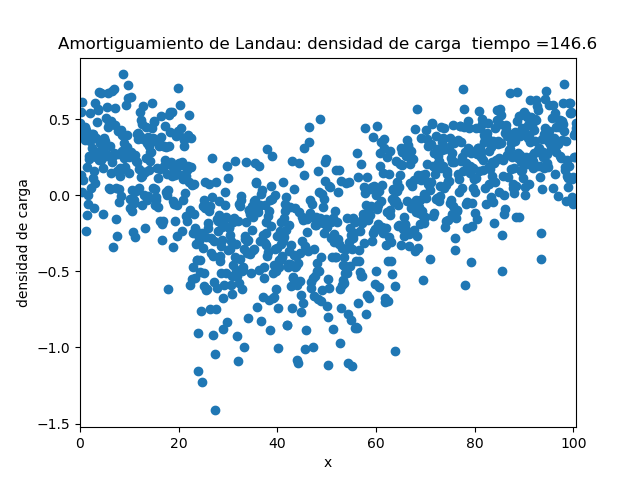 Amortiguamiento de Landau: densidad de carga  tiempo =146.6
densidad de carga
0.5
0.0
−0.5
−1.0
−1.5
0 20 40 60 80 100
x